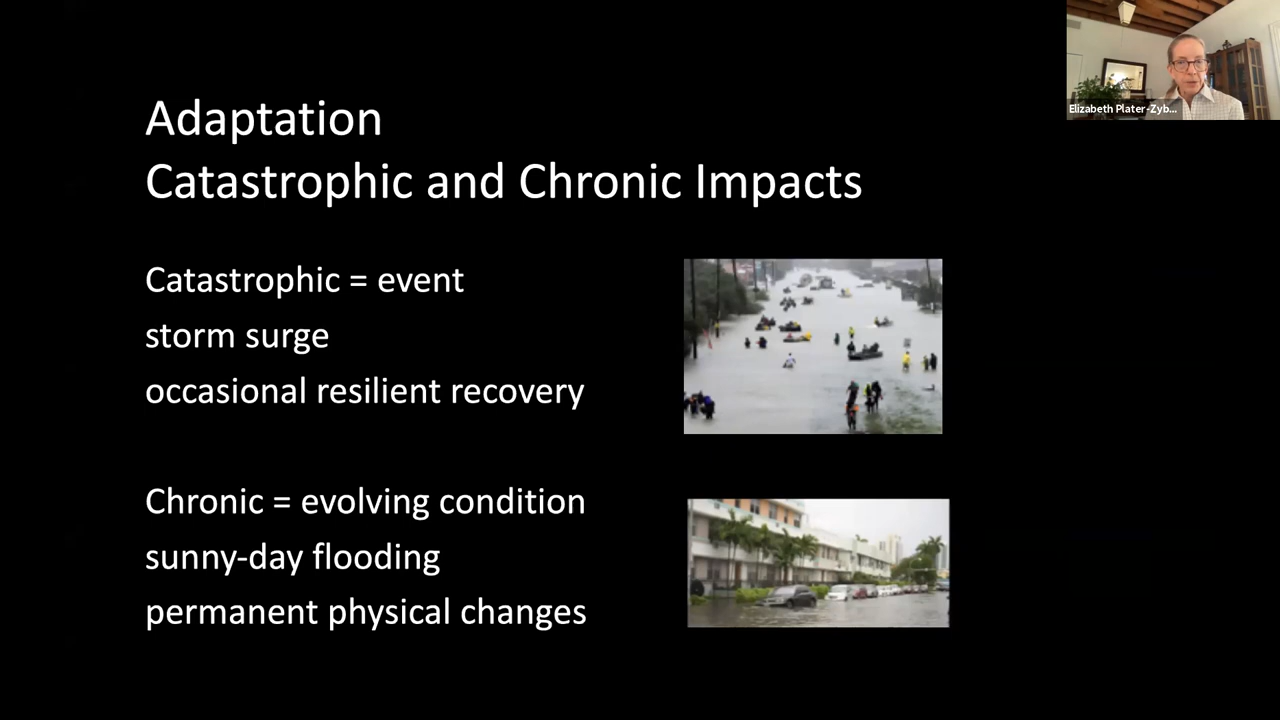 Elizabeth Plater-Zyb...
Adaptation
Catastrophic and Chronic Impacts
Catastrophic = event
storm surge
occasional resilient recovery
Chronic = evolving condition
sunny-day flooding
permanent physical changes